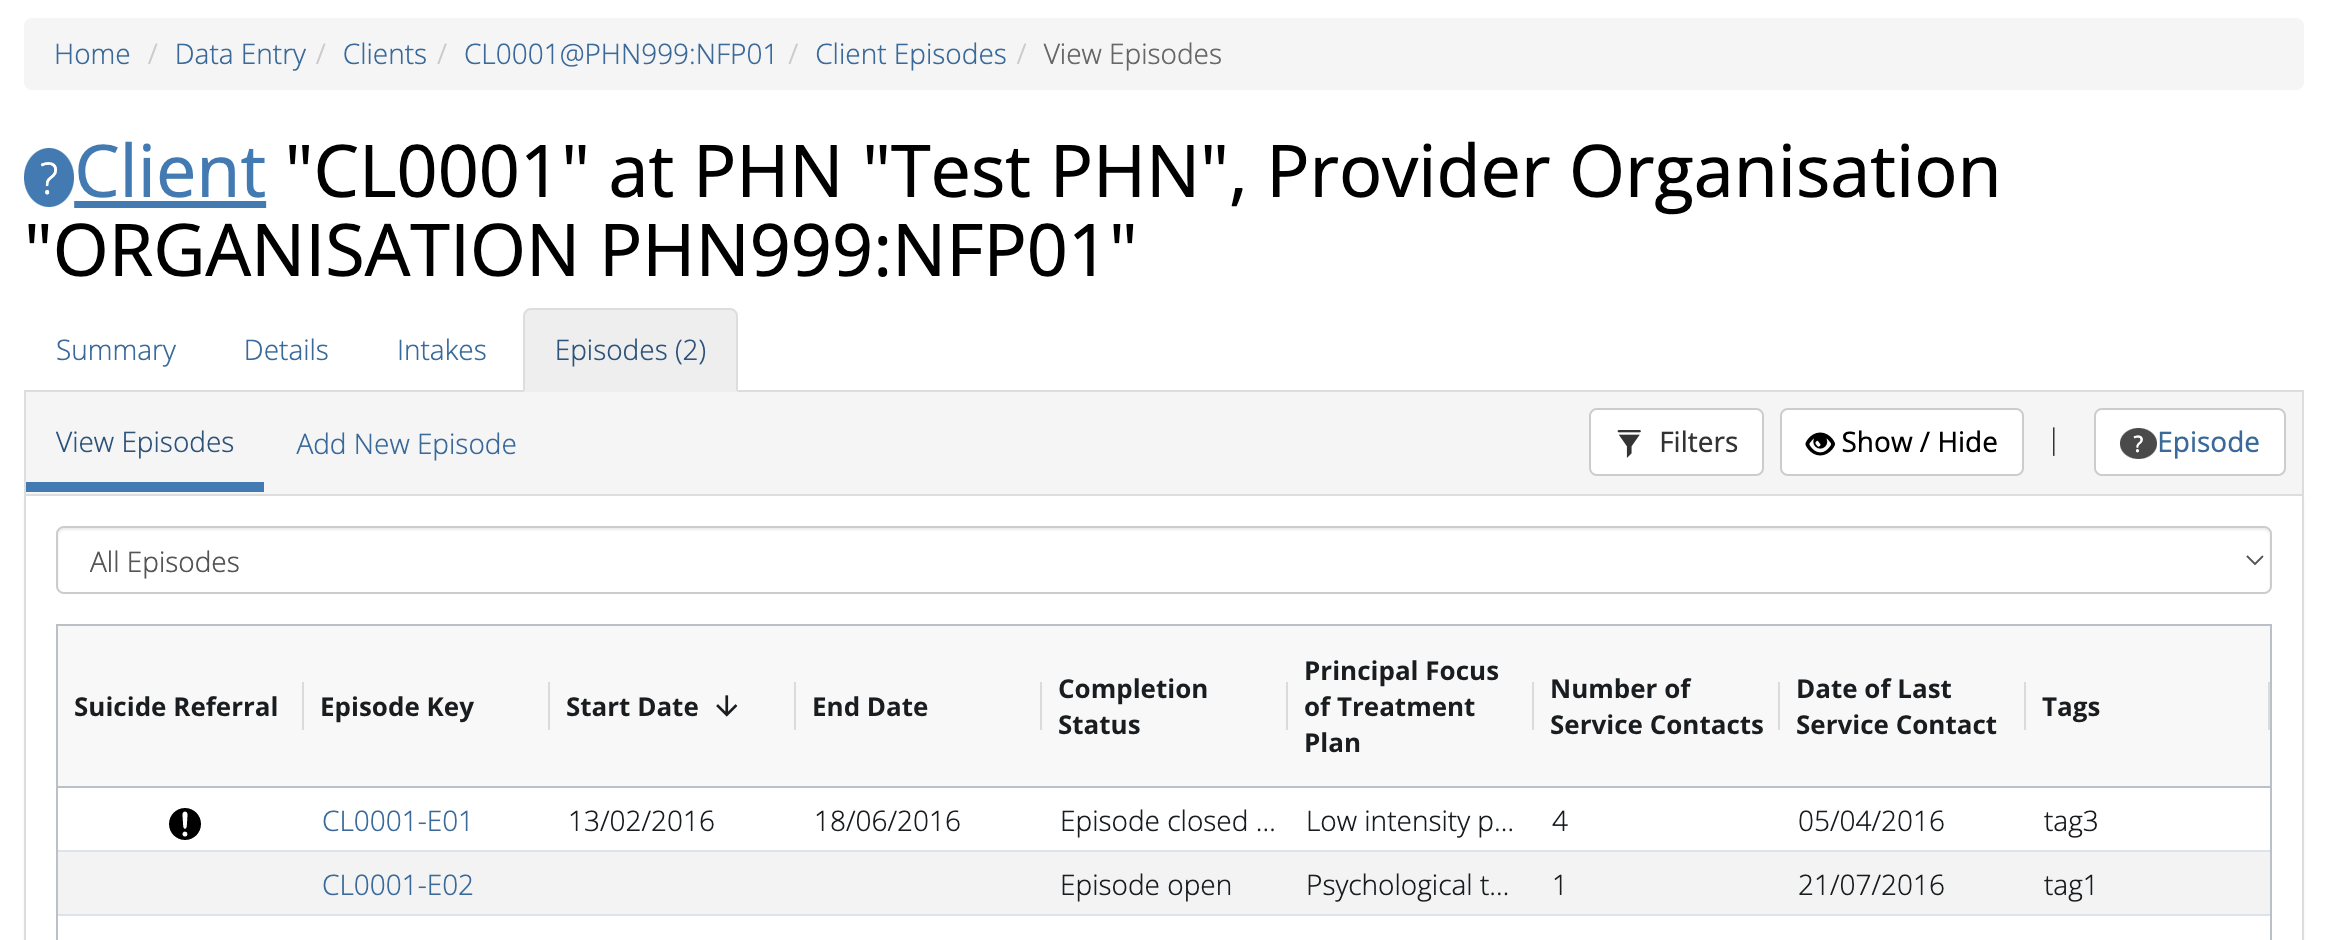 Home / Data Entry / Clients / CL0001@PHN999:NFP01 / Client Episodes / View Episodes
?Client "CL0001" at PHN "Test PHN", Provider Organisation
"ORGANISATION PHN999:NFP01"
Summary Details Intakes Episodes (2)
View Episodes Add New Episode Filters Show / Hide | ?Episode
All Episodes
Suicide Referral Episode Key Start Date ↓ End Date Completion Status Principal Focus of Treatment Plan Number of Service Contacts Date of Last Service Contact Tags
! CL0001-E01 13/02/2016 18/06/2016 Episode closed ... Low intensity p... 4 05/04/2016 tag3
CL0001-E02 Episode open Psychological t... 1 21/07/2016 tag1